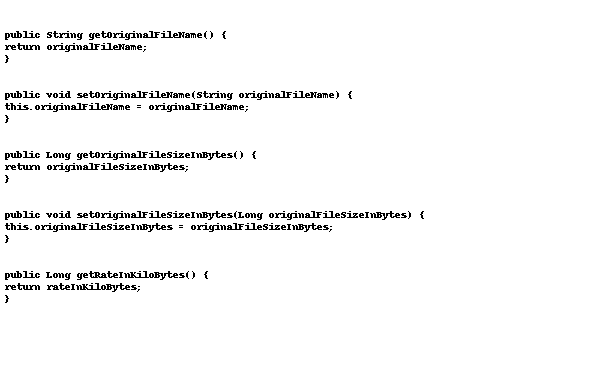 public String getOriginalFileName() {
return originalFileName;
}
public void setOriginalFileName(String originalFileName) {
this.originalFileName = originalFileName;
}
public Long getOriginalFileSizeInBytes() {
return originalFileSizeInBytes;
}
public void setOriginalFileSizeInBytes(Long originalFileSizeInBytes) {
this.originalFileSizeInBytes = originalFileSizeInBytes;
}
public Long getRateInKiloBytes() {
return rateInKiloBytes;
}